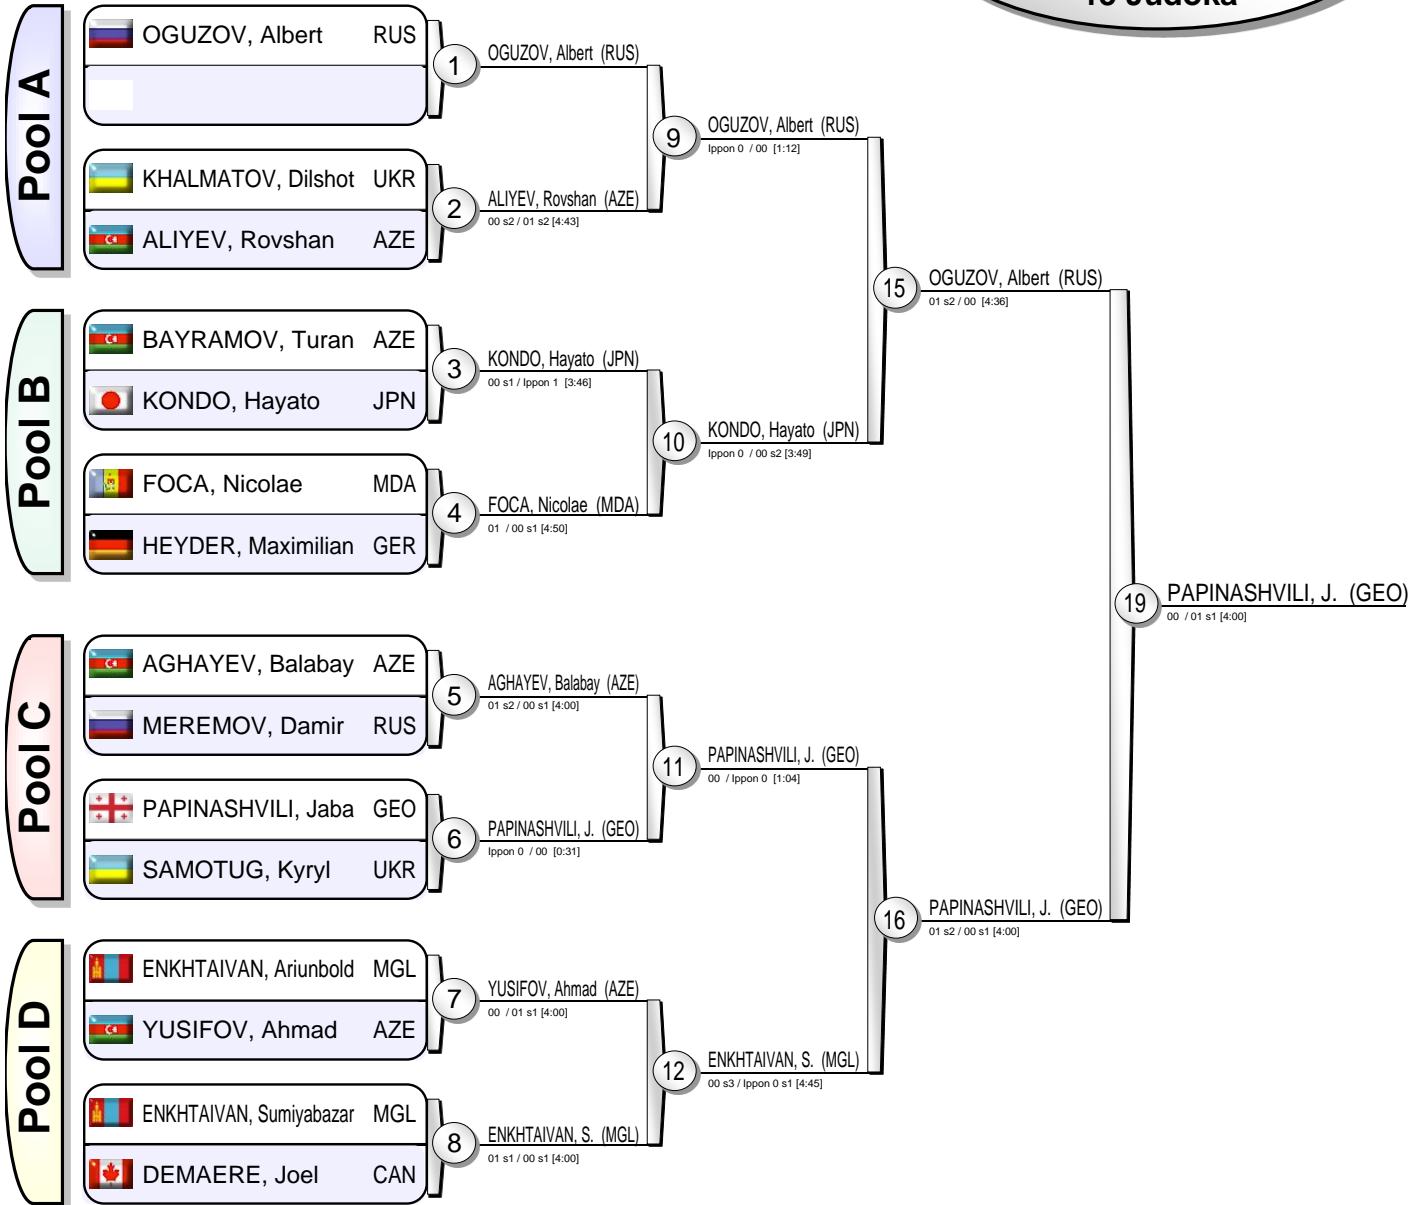 15 Judoka
Pool A
OGUZOV, Albert RUS
KHALMATOV, Dilshot UKR
ALIYEV, Rovshan AZE
Pool B
BAYRAMOV, Turan AZE
KONDO, Hayato JPN
FOCA, Nicolae MDA
HEYDER, Maximilian GER
Pool C
AGHAYEV, Balabay AZE
MEREMOV, Damir RUS
PAPINASHVILI, Jaba GEO
SAMOTUG, Kyryl UKR
Pool D
ENKHTAIVAN, Ariunbold MGL
YUSIFOV, Ahmad AZE
ENKHTAIVAN, Sumiyabazar MGL
DEMAERE, Joel CAN
1
OGUZOV, Albert (RUS)
2
ALIYEV, Rovshan (AZE)
00 s2 / 01 s2 [4:43]
3
KONDO, Hayato (JPN)
00 s1 / Ippon 1 [3:46]
4
FOCA, Nicolae (MDA)
01 / 00 s1 [4:50]
5
AGHAYEV, Balabay (AZE)
01 s2 / 00 s1 [4:00]
6
PAPINASHVILI, J. (GEO)
Ippon 0 / 00 [0:31]
7
YUSIFOV, Ahmad (AZE)
00 / 01 s1 [4:00]
8
ENKHTAIVAN, S. (MGL)
01 s1 / 00 s1 [4:00]
9
OGUZOV, Albert (RUS)
Ippon 0 / 00 [1:12]
10
KONDO, Hayato (JPN)
Ippon 0 / 00 s2 [3:49]
11
PAPINASHVILI, J. (GEO)
00 / Ippon 0 [1:04]
12
ENKHTAIVAN, S. (MGL)
00 s3 / Ippon 0 s1 [4:45]
15
OGUZOV, Albert (RUS)
01 s2 / 00 [4:36]
16
PAPINASHVILI, J. (GEO)
01 s2 / 00 s1 [4:00]
19
PAPINASHVILI, J. (GEO)
00 / 01 s1 [4:00]